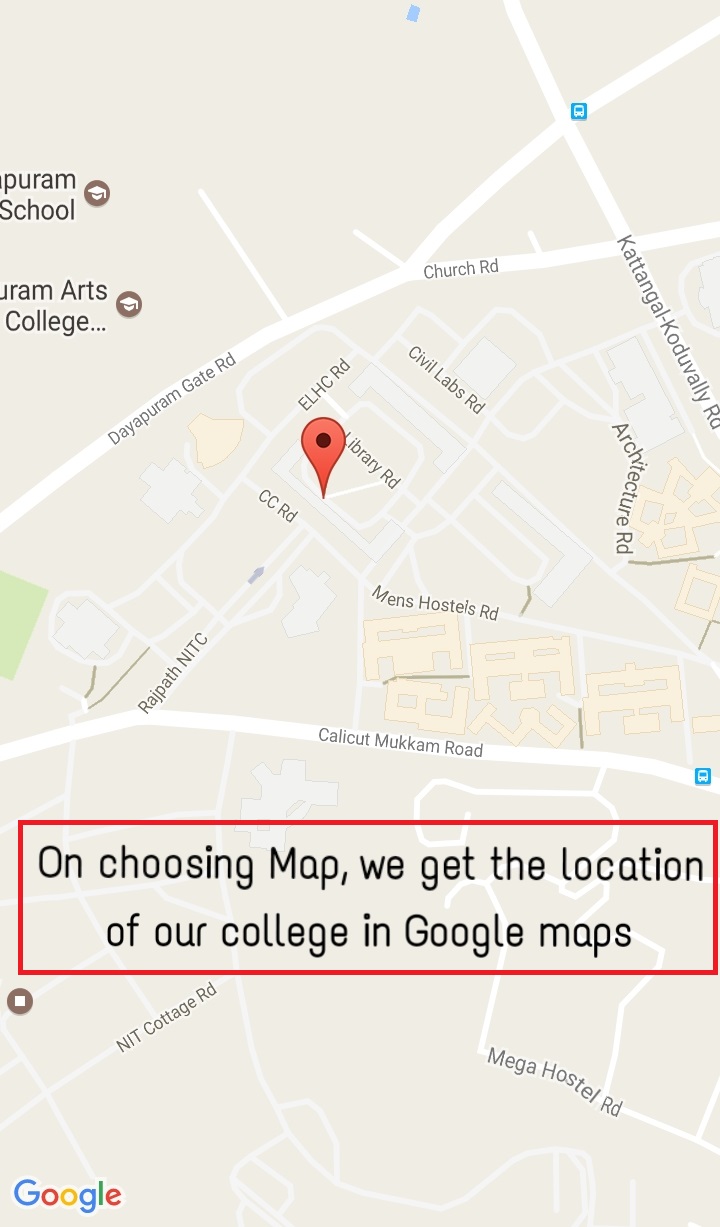 apuram
School
uram Arts
College...
Church Rd
Kattangal-Koduvally Rd
Dayapuram Gate Rd
ELHC Rd
Civil Labs Rd
Library Rd
Architecture Rd
CC Rd
Mens Hostels Rd
Rajpath NITC
Calicut Mukkam Road
On choosing Map, we get the location
of our college in Google maps
NIT Cottage Rd
Mega Hostel Rd
Google